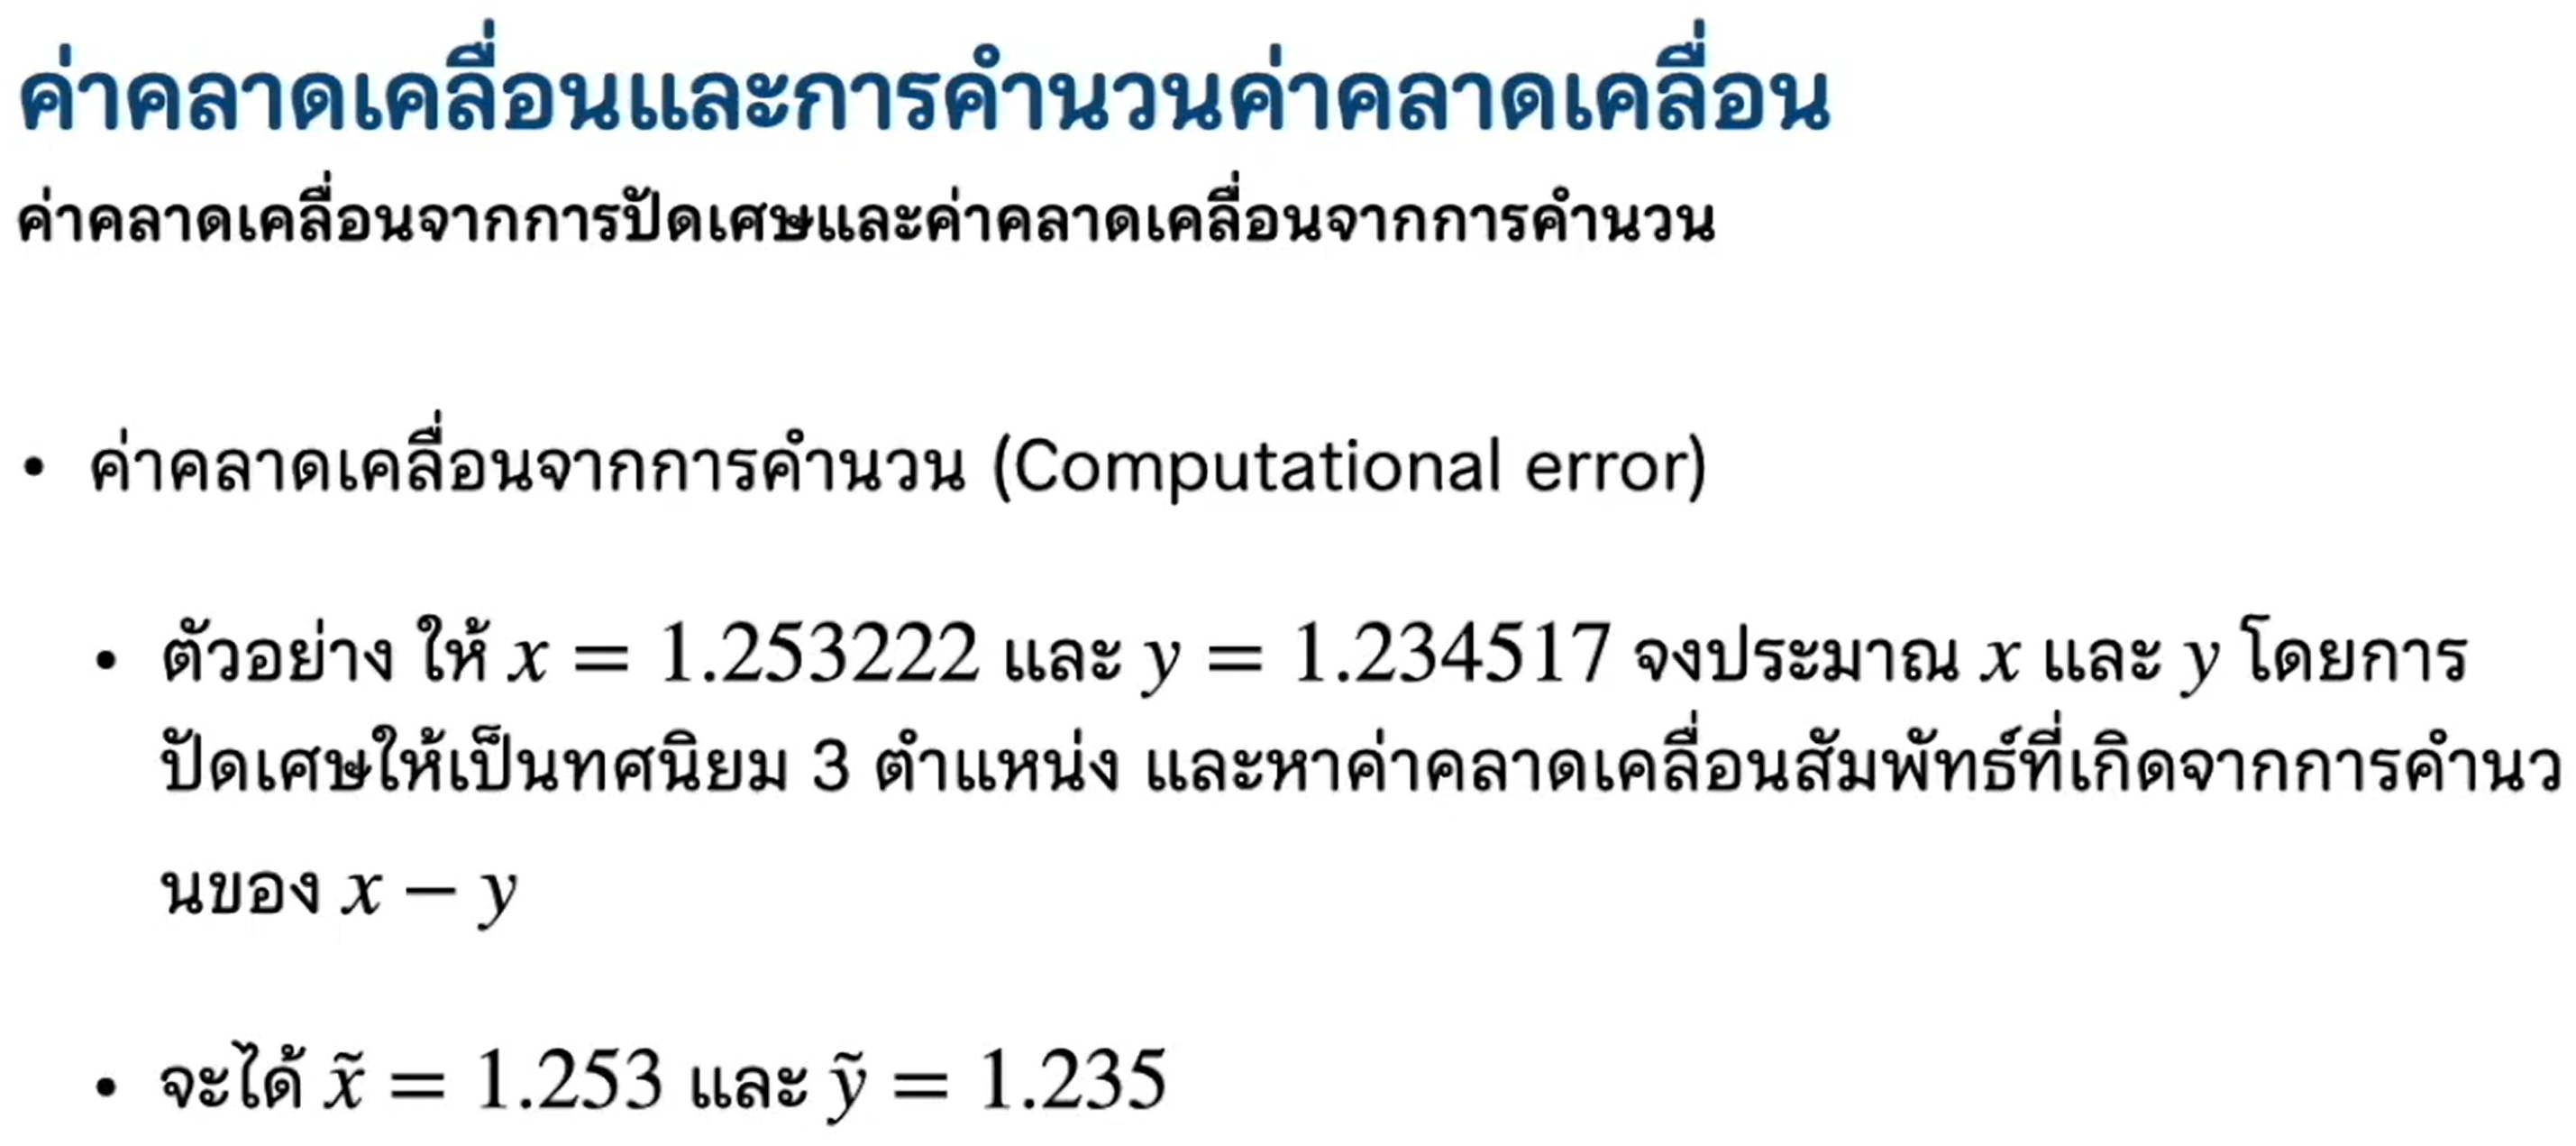 ค่าคลาดเคลื่อนและการคำนวนค่าคลาดเคลื่อน
ค่าคลาดเคลื่อนจากการปัดเศษและค่าคลาดเคลื่อนจากการคำนวน
• ค่าคลาดเคลื่อนจากการคำนวน (Computational error)
• ตัวอย่าง ให้ x = 1.253222 และ y = 1.234517 จงประมาณ x และ y โดยการ
ปัดเศษให้เป็นทศนิยม 3 ตำแหน่ง และหาค่าคลาดเคลื่อนสัมพัทธ์ที่เกิดจากการคำนว
นของ x − y
• จะได้ x̃ = 1.253 และ ỹ = 1.235